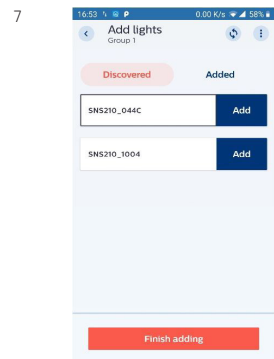 7
16:53
0.00 K/s 58%
Add lights
Group 1
Discovered Added
SNS210_044C Add
SNS210_1004 Add
Finish adding